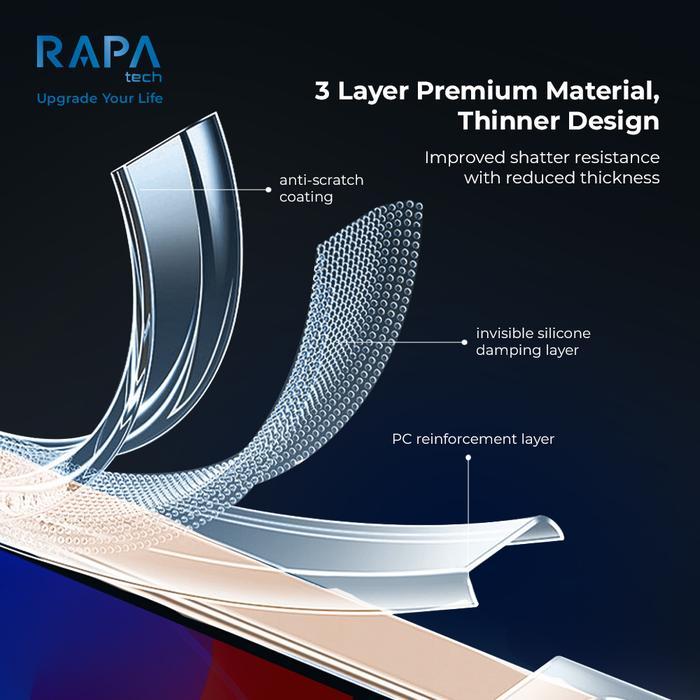 RAPA
tech
Upgrade Your Life
3 Layer Premium Material,
Thinner Design
Improved shatter resistance
with reduced thickness
anti-scratch
coating
invisible silicone
damping layer
PC reinforcement layer